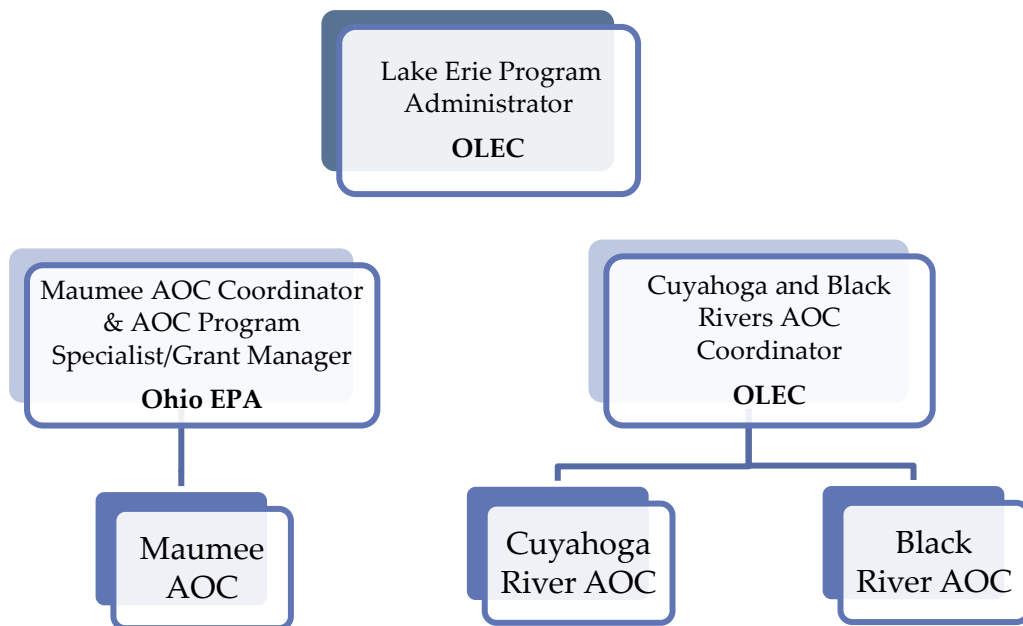 Lake Erie Program
Administrator
OLEC
Maumee AOC Coordinator
& AOC Program
Specialist/Grant Manager
Ohio EPA
Cuyahoga and Black
Rivers AOC
Coordinator
OLEC
Maumee
AOC
Cuyahoga
River AOC
Black
River AOC